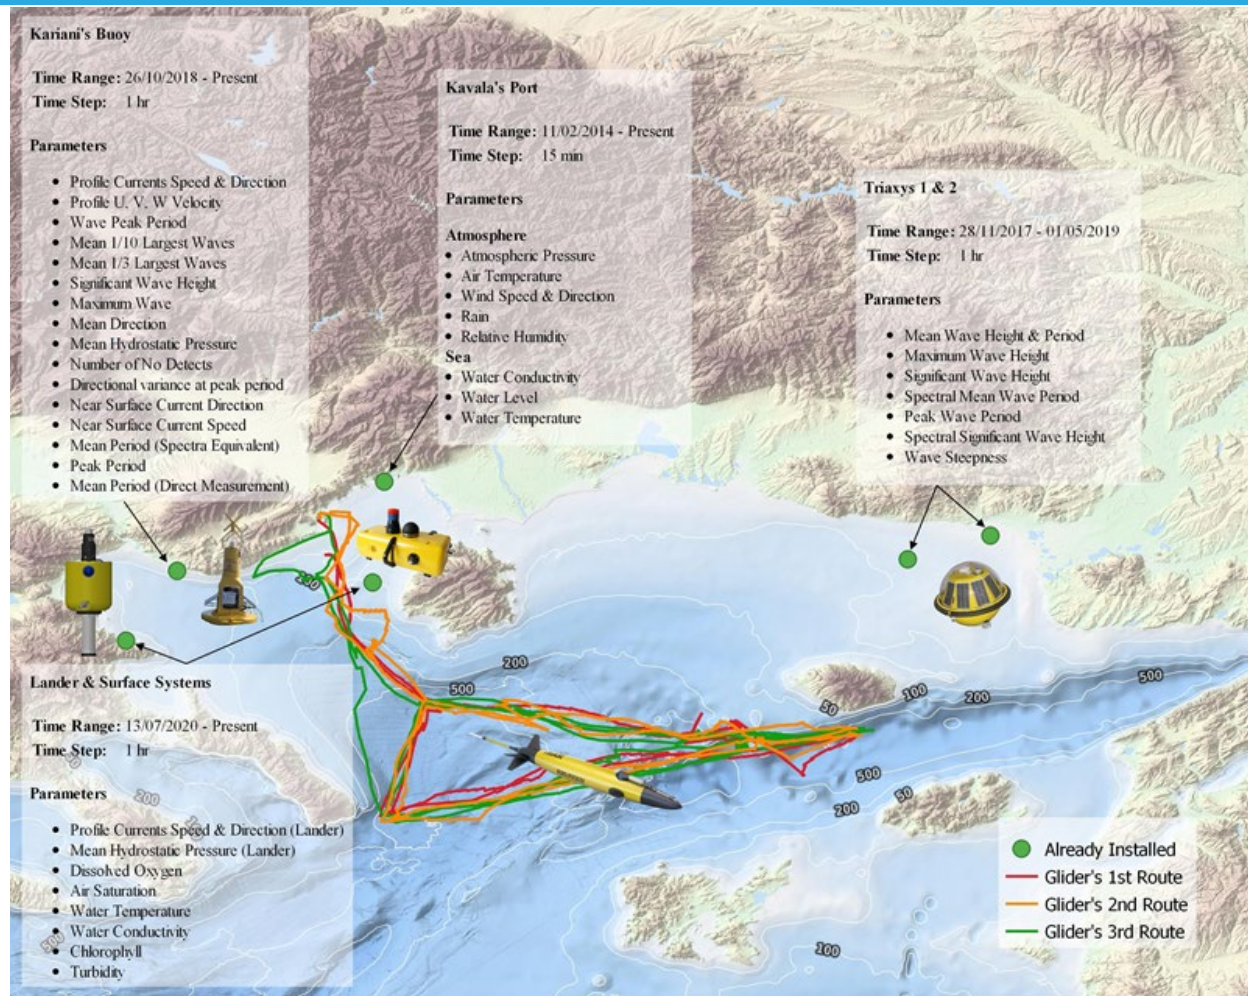 Kariani's Buoy
Time Range: 26/10/2018 - Present
Time Step: 1 hr
Parameters
• Profile Currents Speed & Direction
• Profile U, V, W Velocity
• Wave Peak Period
• Mean 1/10 Largest Waves
• Mean 1/3 Largest Waves
• Significant Wave Height
• Maximum Wave
• Mean Direction
• Mean Hydrostatic Pressure
• Number of No Detects
• Directional variance at peak period
• Near Surface Current Direction
• Near Surface Current Speed
• Mean Period (Spectra Equivalent)
• Peak Period
• Mean Period (Direct Measurement)
Kavala's Port
Time Range: 11/02/2014 - Present
Time Step: 15 min
Parameters
Atmosphere
• Atmospheric Pressure
• Air Temperature
• Wind Speed & Direction
• Rain
• Relative Humidity
Sea
• Water Conductivity
• Water Level
• Water Temperature
Triaxys 1 & 2
Time Range: 28/11/2017 - 01/05/2019
Time Step: 1 hr
Parameters
• Mean Wave Height & Period
• Maximum Wave Height
• Significant Wave Height
• Spectral Mean Wave Period
• Peak Wave Period
• Spectral Significant Wave Height
• Wave Steepness
Lander & Surface Systems
Time Range: 13/07/2020 - Present
Time Step: 1 hr
Parameters
• Profile Currents Speed & Direction (Lander)
• Mean Hydrostatic Pressure (Lander)
• Dissolved Oxygen
• Air Saturation
• Water Temperature
• Water Conductivity
• Chlorophyll
• Turbidity
200
500
50
100
200
500
500
200
50
100
200
Already Installed
Glider's 1st Route
Glider's 2nd Route
Glider's 3rd Route